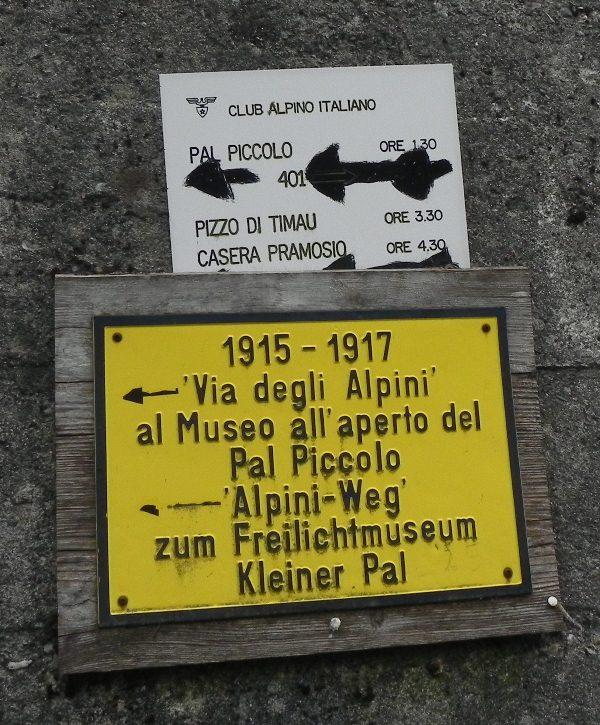 CLUB ALPINO ITALIANO
PAL PICCOLO ORE 1.30
401
PIZZO DI TIMAU ORE 3.30
CASERA PRAMOSIO ORE 4.30
1915 - 1917
'Via degli Alpini'
al Museo all'aperto del
Pal Piccolo
'Alpini-Weg'
zum Freilichtmuseum
Kleiner Pal